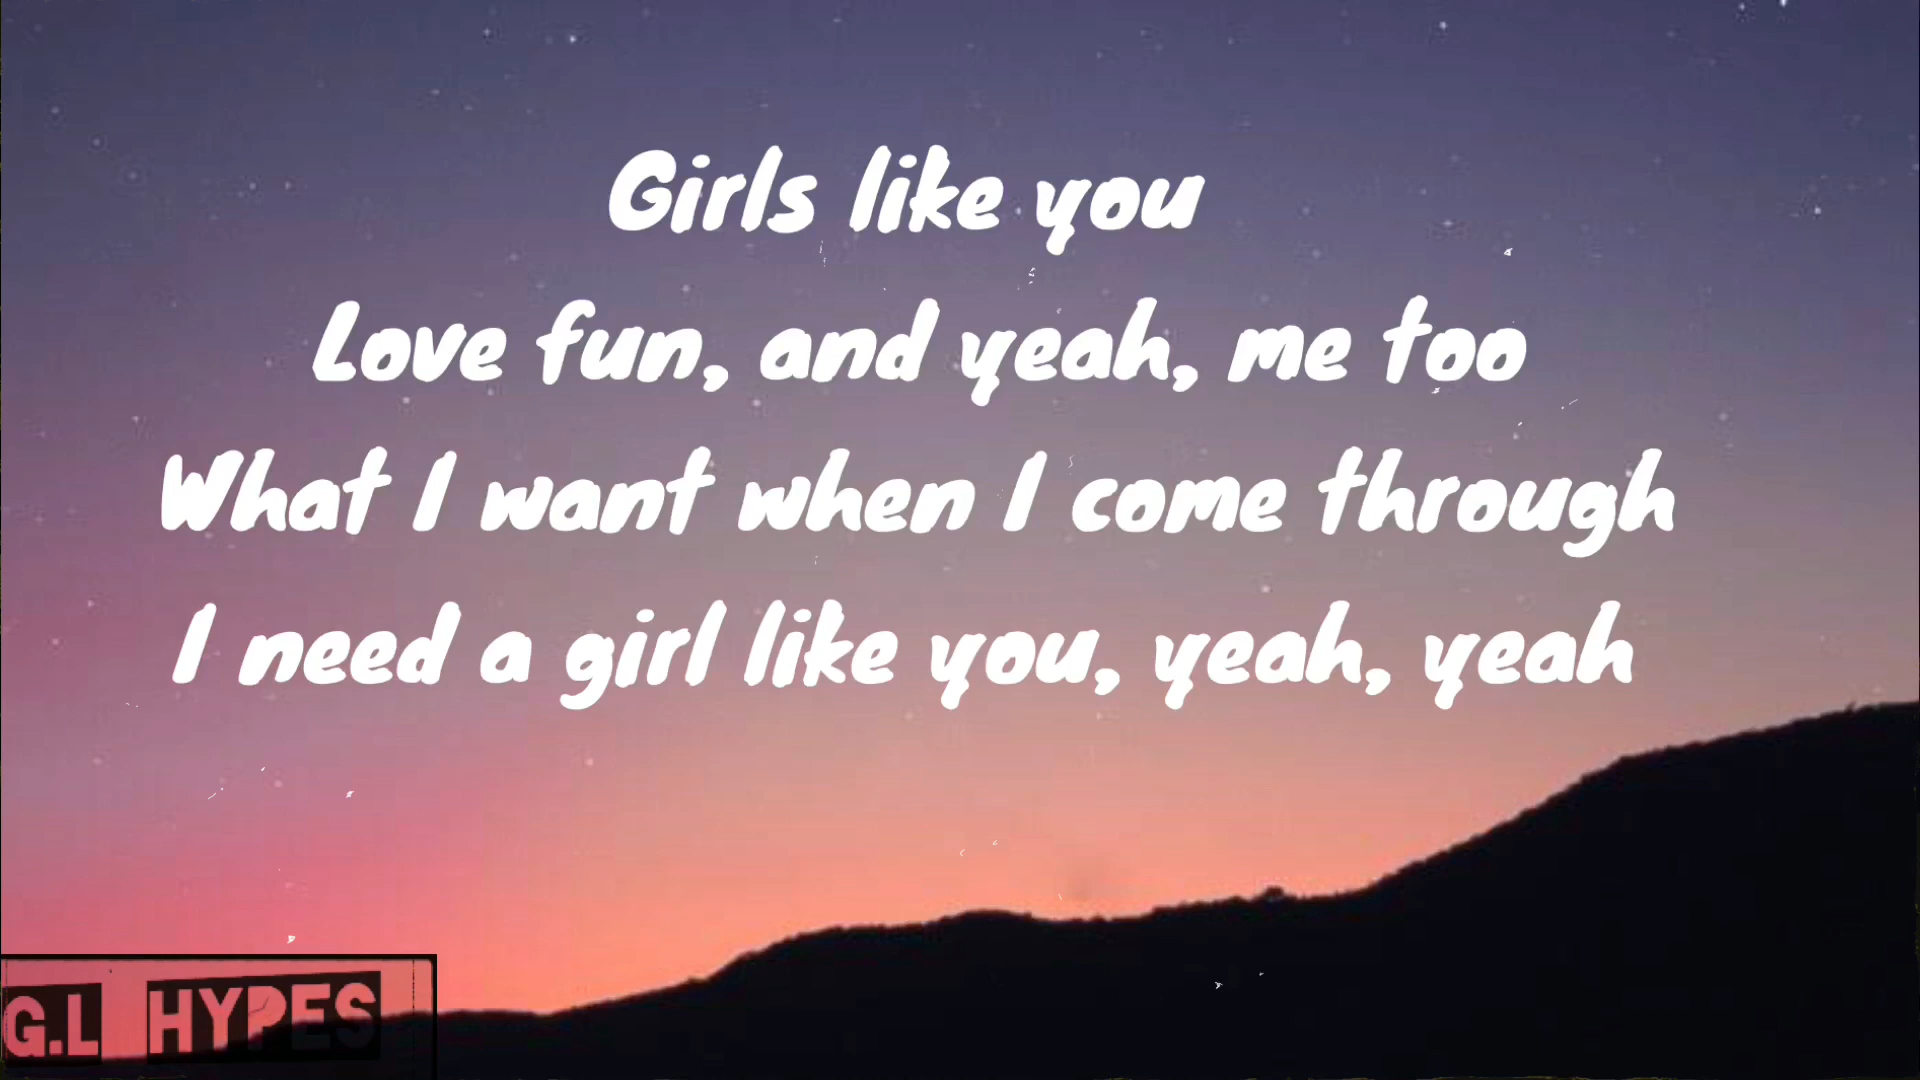 Girls like you
Love fun, and yeah, me too
What I want when I come through
I need a girl like you, yeah, yeah
G.L HYPES